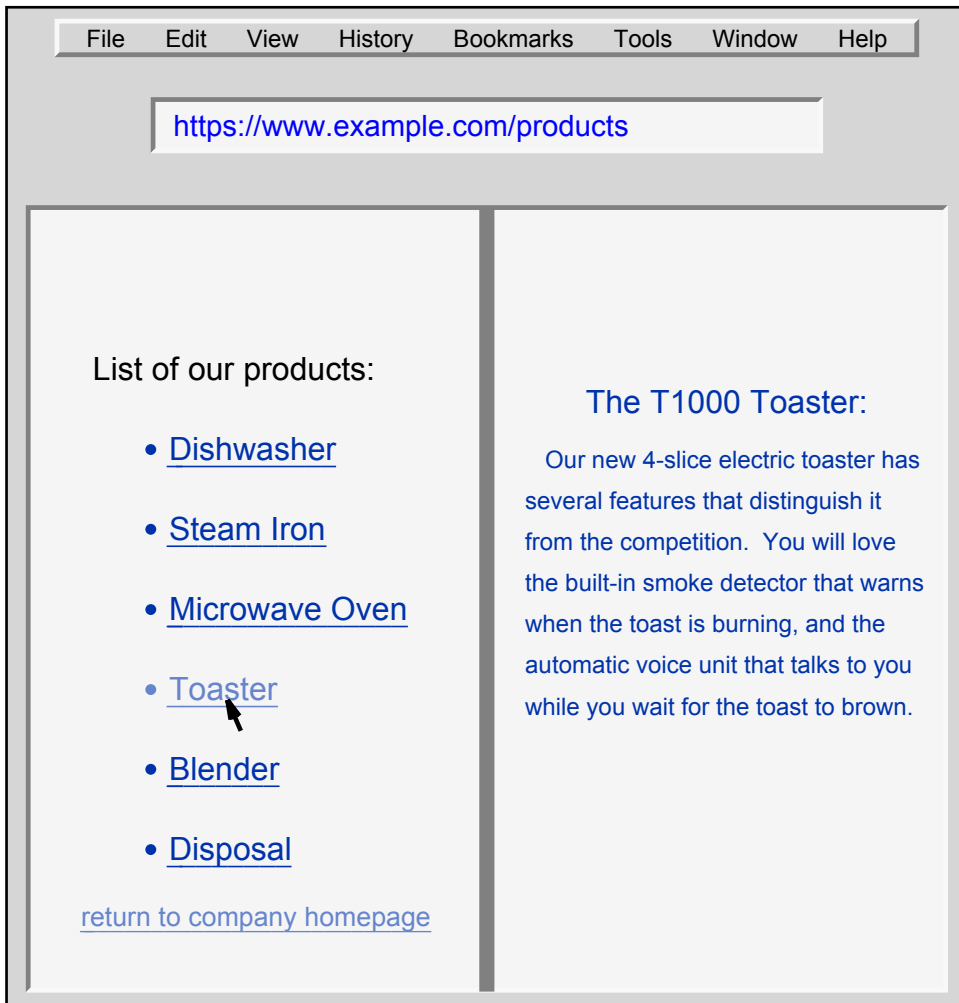 File Edit View History Bookmarks Tools Window Help
https://www.example.com/products
List of our products:
• Dishwasher
• Steam Iron
• Microwave Oven
• Toaster
• Blender
• Disposal
return to company homepage
The T1000 Toaster:
Our new 4-slice electric toaster has
several features that distinguish it
from the competition.  You will love
the built-in smoke detector that warns
when the toast is burning, and the
automatic voice unit that talks to you
while you wait for the toast to brown.